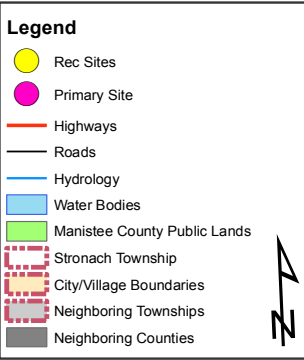 Legend
Rec Sites
Primary Site
Highways
Roads
Hydrology
Water Bodies
Manistee County Public Lands
Stronach Township
City/Village Boundaries
Neighboring Townships
Neighboring Counties
N